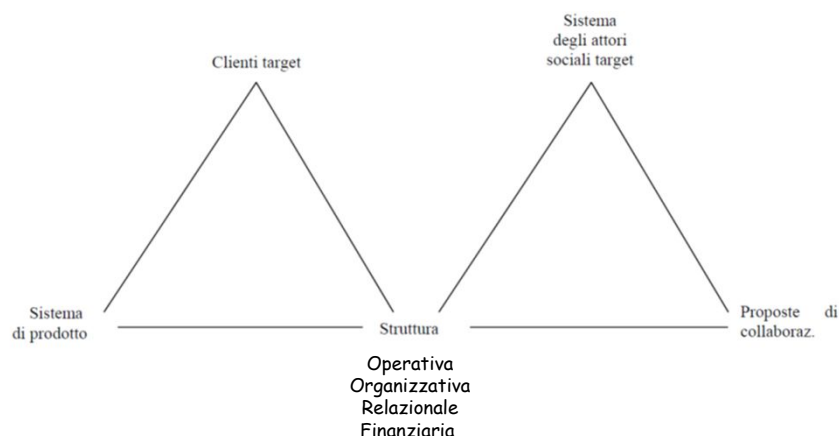 Sistema
degli attori
sociali target
Clienti target
Sistema
di prodotto
Struttura
Proposte di
collaboraz.
Operativa
Organizzativa
Relazionale
Finanziaria